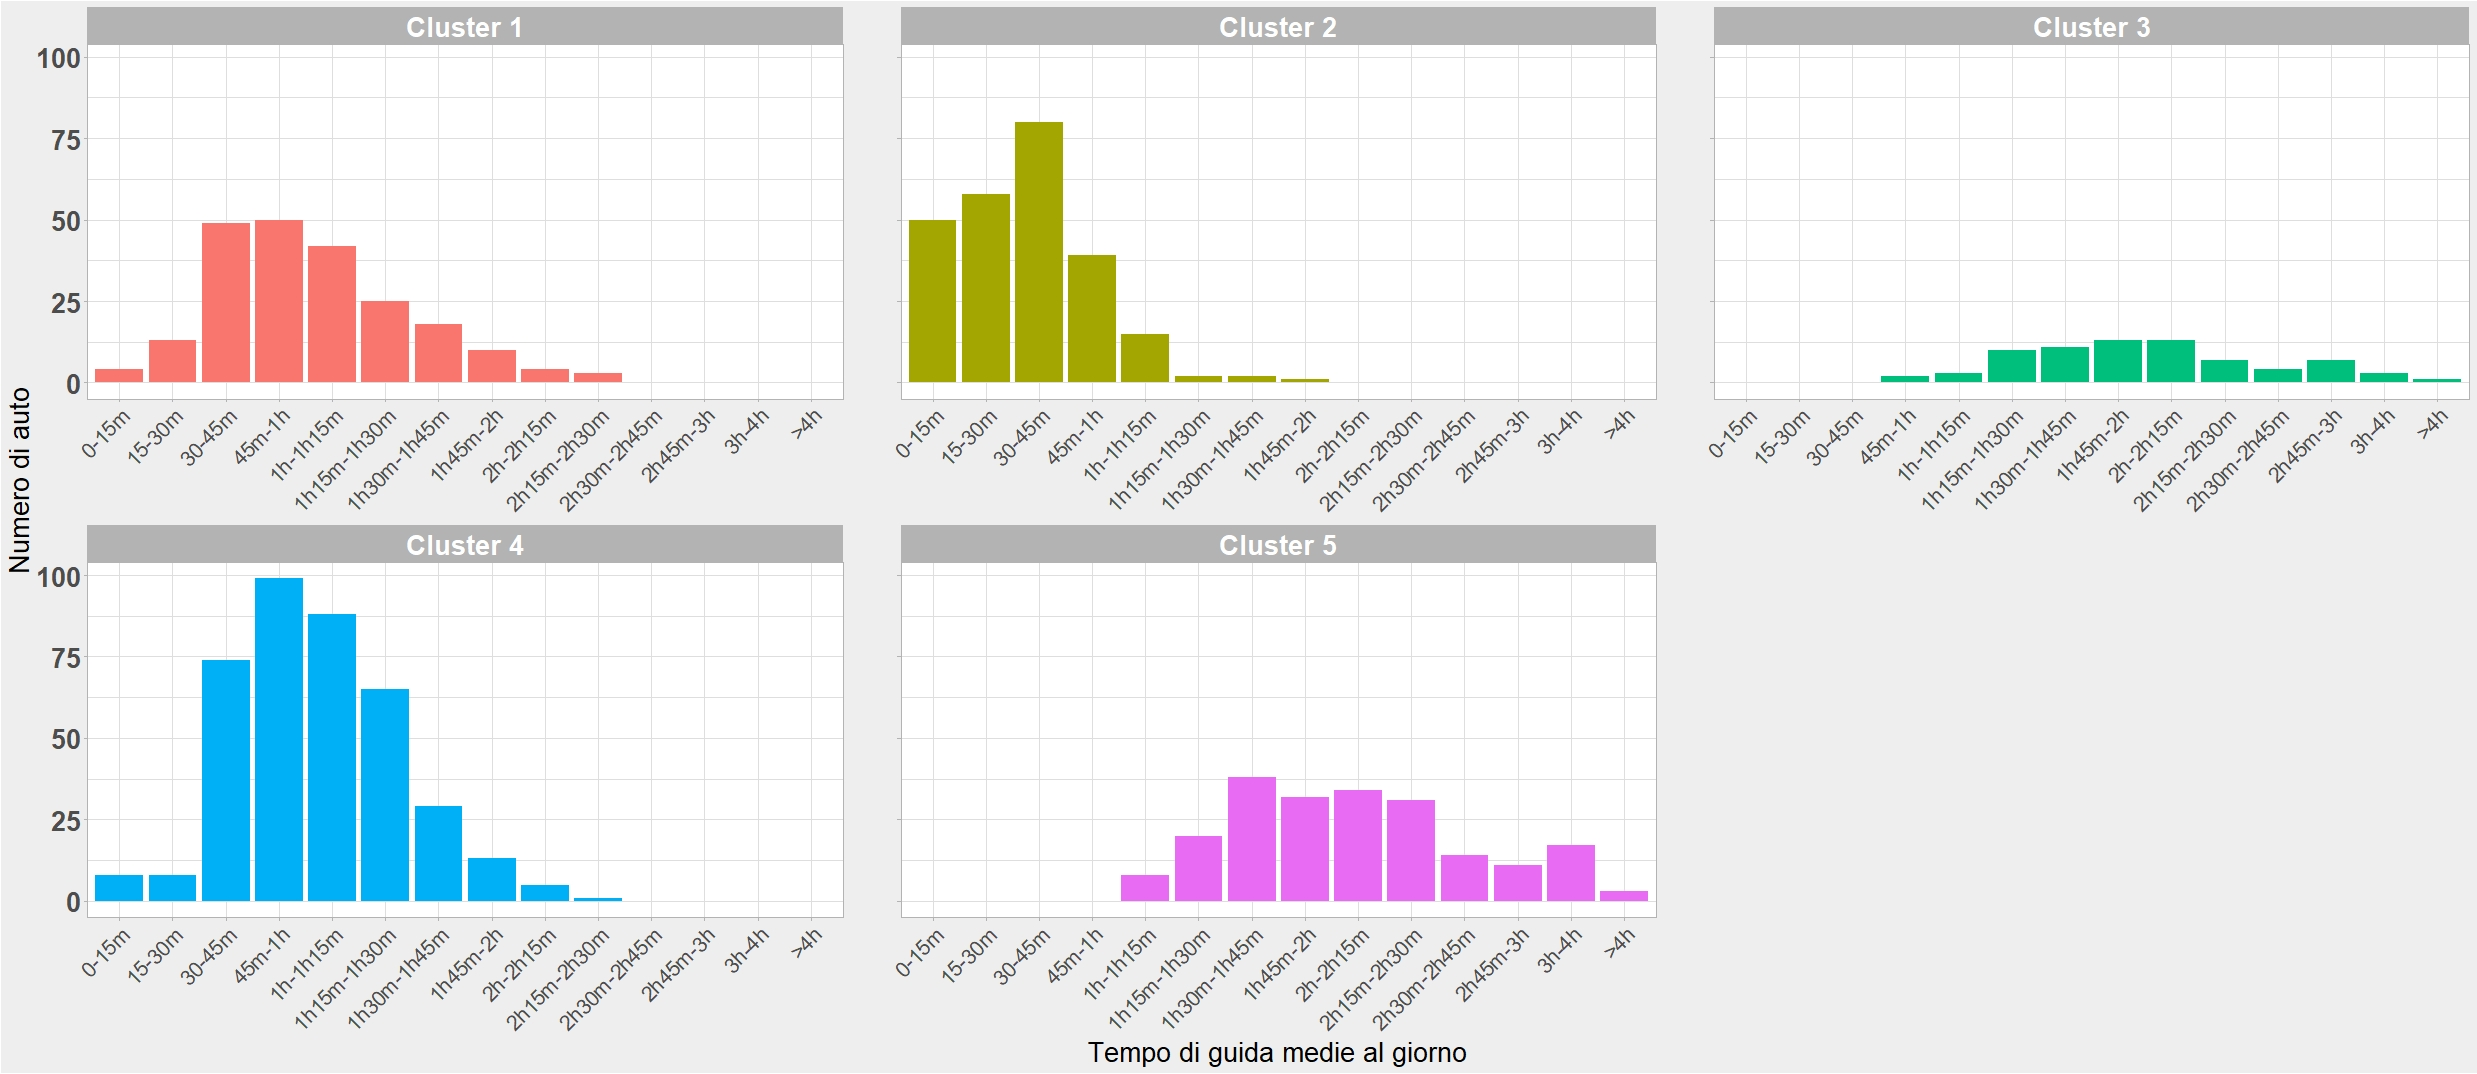 Cluster 1
Cluster 2
Cluster 3
100
75
50
25
0
0-15m
15-30m
30-45m
45m-1h
1h-1h15m
1h15m-1h30m
1h30m-1h45m
1h45m-2h
2h-2h15m
2h15m-2h30m
2h30m-2h45m
2h45m-3h
3h-4h
>4h
0-15m
15-30m
30-45m
45m-1h
1h-1h15m
1h15m-1h30m
1h30m-1h45m
1h45m-2h
2h-2h15m
2h15m-2h30m
2h30m-2h45m
2h45m-3h
3h-4h
>4h
0-15m
15-30m
30-45m
45m-1h
1h-1h15m
1h15m-1h30m
1h30m-1h45m
1h45m-2h
2h-2h15m
2h15m-2h30m
2h30m-2h45m
2h45m-3h
3h-4h
>4h
Numero di auto
Cluster 4
Cluster 5
100
75
50
25
0
0-15m
15-30m
30-45m
45m-1h
1h-1h15m
1h15m-1h30m
1h30m-1h45m
1h45m-2h
2h-2h15m
2h15m-2h30m
2h30m-2h45m
2h45m-3h
3h-4h
>4h
0-15m
15-30m
30-45m
45m-1h
1h-1h15m
1h15m-1h30m
1h30m-1h45m
1h45m-2h
2h-2h15m
2h15m-2h30m
2h30m-2h45m
2h45m-3h
3h-4h
>4h
Tempo di guida medie al giorno